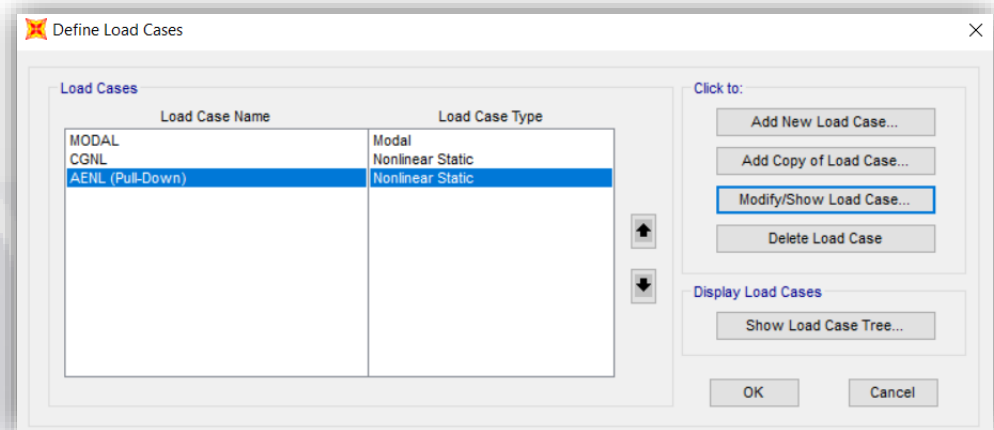 Define Load Cases
Load Cases
Load Case Name Load Case Type
MODAL Modal
CGNL Nonlinear Static
AENL (Pull-Down) Nonlinear Static
Click to:
Add New Load Case...
Add Copy of Load Case...
Modify/Show Load Case...
Delete Load Case
Display Load Cases
Show Load Case Tree...
OK Cancel